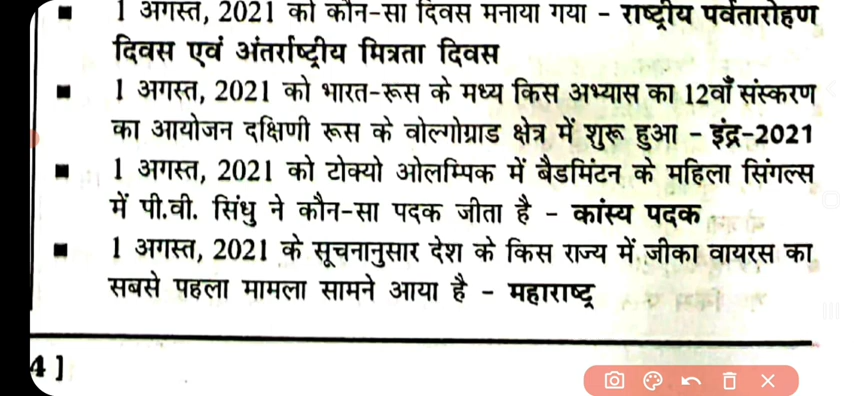 ■ 1 अगस्त, 2021 को कौन-सा दिवस मनाया गया - राष्ट्रीय पर्वतारोहण
दिवस एवं अंतर्राष्ट्रीय मित्रता दिवस
■ 1 अगस्त, 2021 को भारत-रूस के मध्य किस अभ्यास का 12वाँ संस्करण
का आयोजन दक्षिणी रूस के वोल्गोग्राड क्षेत्र में शुरू हुआ - इंद्र-2021
■ 1 अगस्त, 2021 को टोक्यो ओलम्पिक में बैडमिंटन के महिला सिंगल्स
में पी.वी. सिंधु ने कौन-सा पदक जीता है - कांस्य पदक
■ 1 अगस्त, 2021 के सूचनानुसार देश के किस राज्य में जीका वायरस का
सबसे पहला मामला सामने आया है - महाराष्ट्र
4]